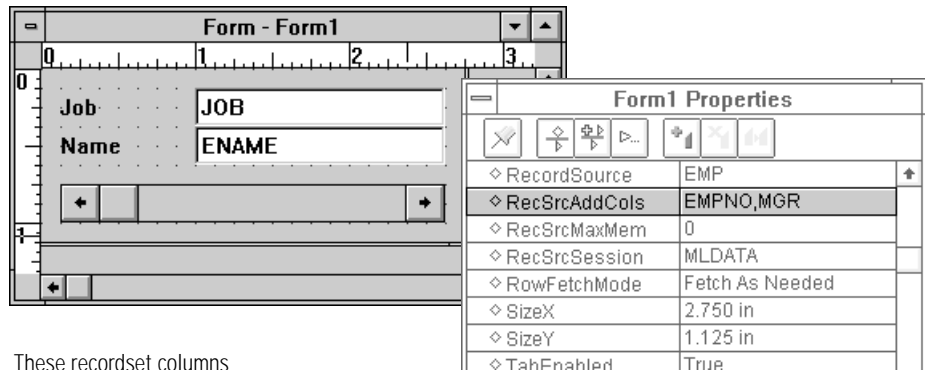 Form - Form1
0 1 2 3
0
Job JOB
Name ENAME
1
Form1 Properties
RecordSource EMP
RecSrcAddCols EMPNO,MGR
RecSrcMaxMem 0
RecSrcSession MLDATA
RowFetchMode Fetch As Needed
SizeX 2.750 in
SizeY 1.125 in
TabEnabled True
These recordset columns